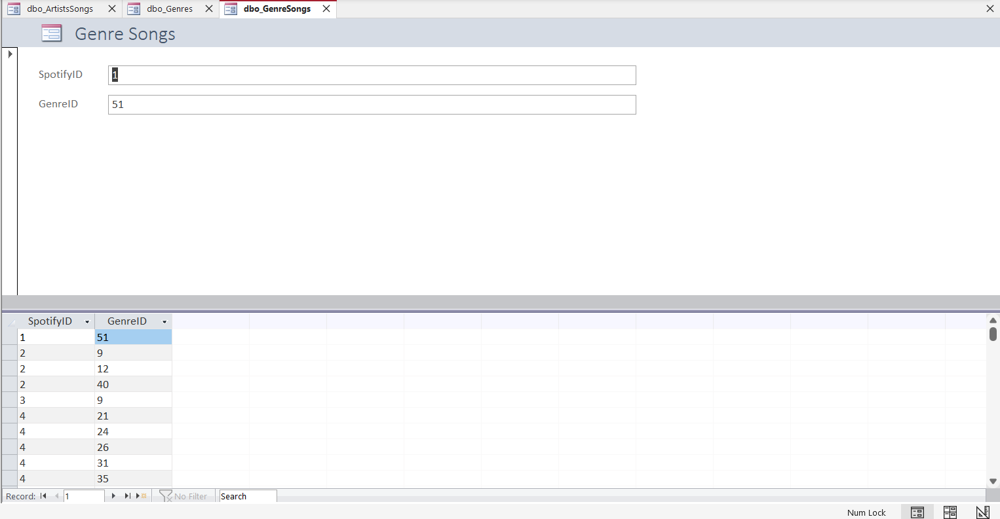 dbo_ArtistsSongs dbo_Genres dbo_GenreSongs
Genre Songs
SpotifyID 1
GenreID 51
SpotifyID GenreID
1 51
2 9
2 12
2 40
3 9
4 21
4 24
4 26
4 31
4 35
Record: 1 No Filter Search
Num Lock